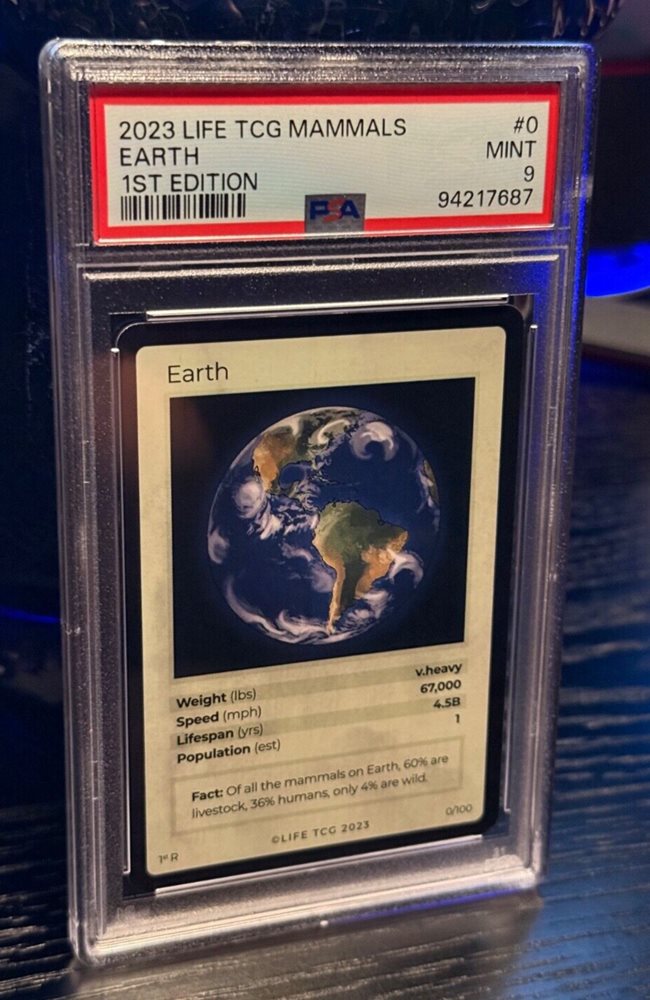 2023 LIFE TCG MAMMALS #0
EARTH MINT
1ST EDITION 9
PSA 94217687
Earth
Weight (lbs) v.heavy
Speed (mph) 67,000
Lifespan (yrs) 4.5B
Population (est) 1
Fact: Of all the mammals on Earth, 60% are
livestock, 36% humans, only 4% are wild.
0/100
©LIFE TCG 2023
1st R